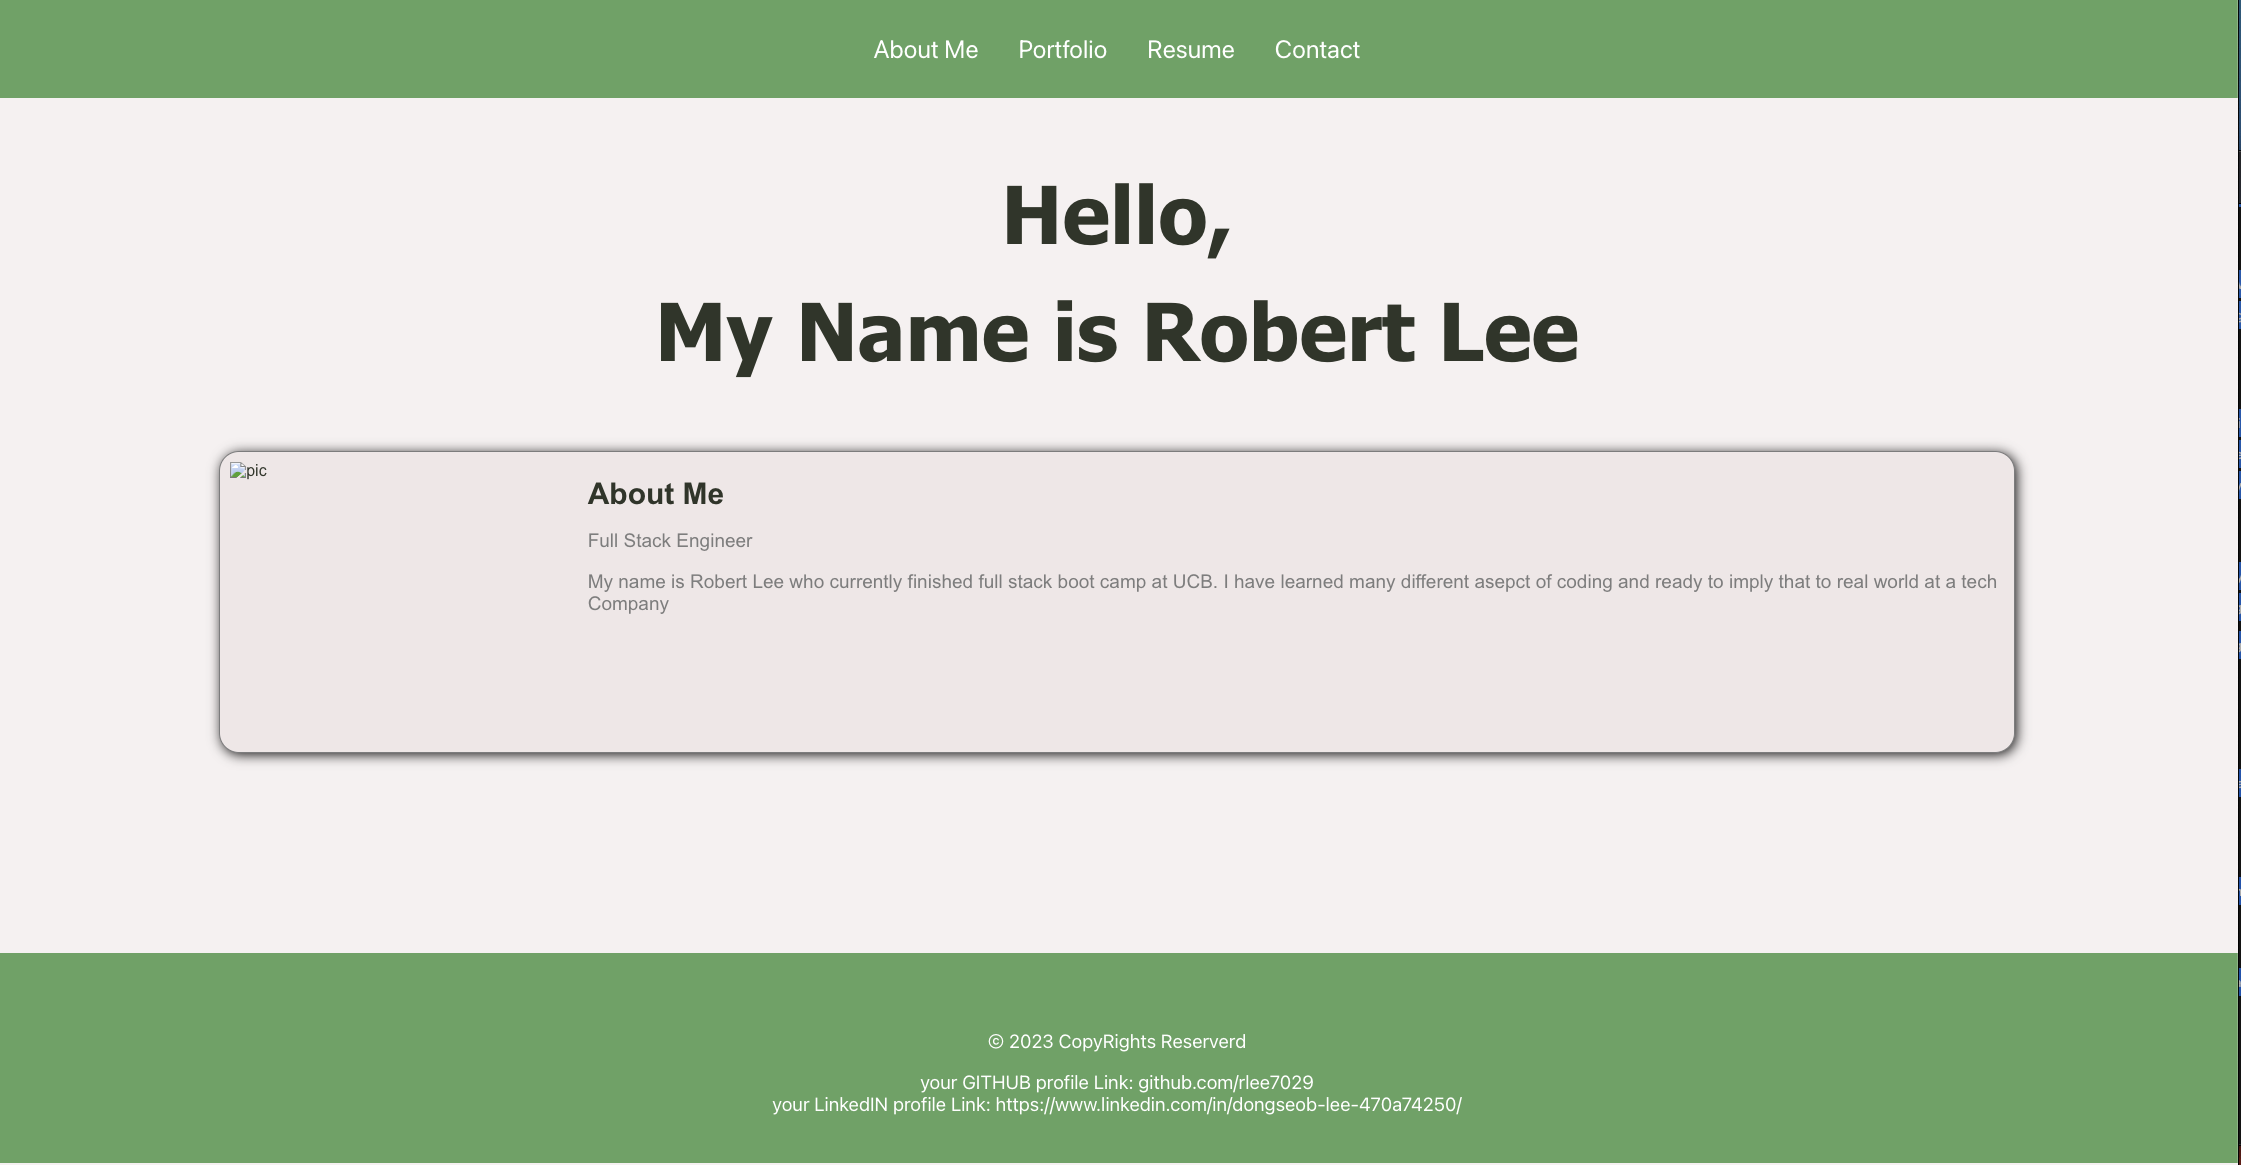 About Me Portfolio Resume Contact
Hello,
My Name is Robert Lee
pic
About Me
Full Stack Engineer
My name is Robert Lee who currently finished full stack boot camp at UCB. I have learned many different asepct of coding and ready to imply that to real world at a tech
Company
© 2023 CopyRights Reserverd
your GITHUB profile Link: github.com/rlee7029
your LinkedIN profile Link: https://www.linkedin.com/in/dongseob-lee-470a74250/